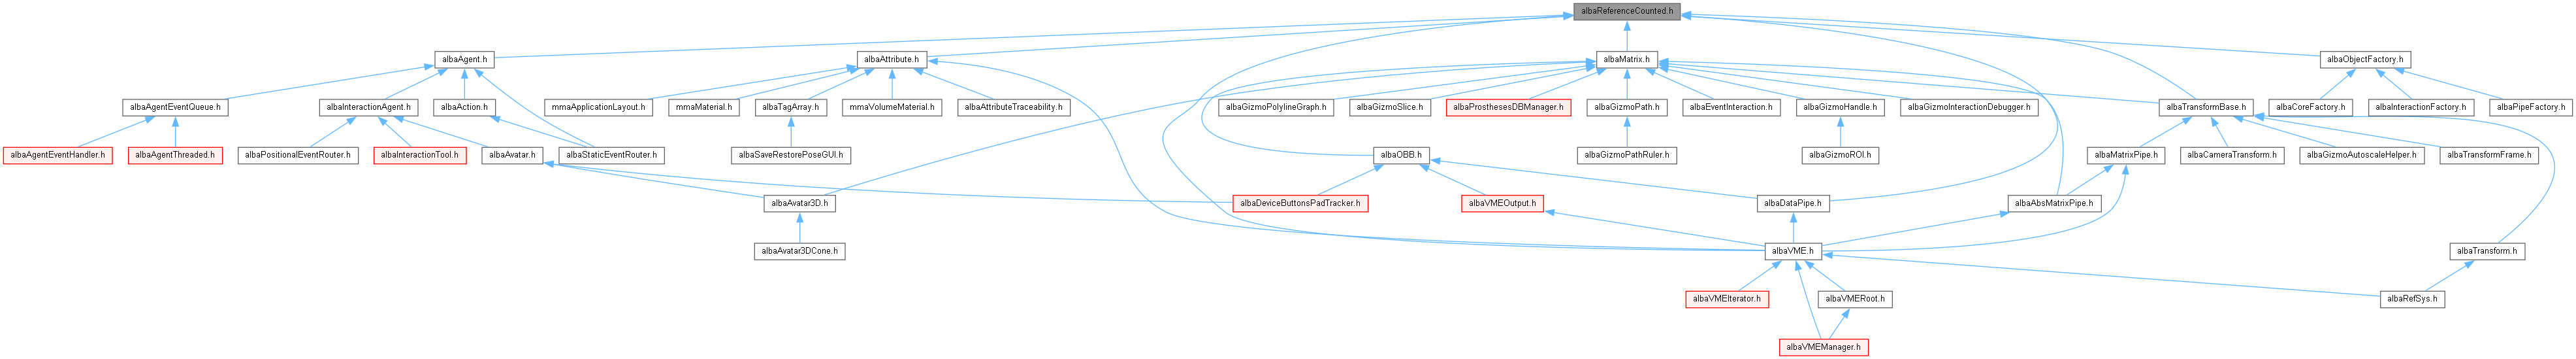 albaReferenceCounted.h
albaAgent.h
albaAttribute.h
albaMatrix.h
albaObjectFactory.h
albaAgentEventQueue.h
albaInteractionAgent.h
albaAction.h
mmaApplicationLayout.h
mmaMaterial.h
albaTagArray.h
mmaVolumeMaterial.h
albaAttributeTraceability.h
albaGizmoPolylineGraph.h
albaGizmoSlice.h
albaProsthesesDBManager.h
albaGizmoPath.h
albaEventInteraction.h
albaGizmoHandle.h
albaGizmoInteractionDebugger.h
albaTransformBase.h
albaCoreFactory.h
albaInteractionFactory.h
albaPipeFactory.h
albaAgentEventHandler.h
albaAgentThreaded.h
albaPositionalEventRouter.h
albaInteractionTool.h
albaAvatar.h
albaStaticEventRouter.h
albaSaveRestorePoseGUI.h
albaOBB.h
albaGizmoPathRuler.h
albaGizmoROI.h
albaMatrixPipe.h
albaCameraTransform.h
albaGizmoAutoscaleHelper.h
albaTransformFrame.h
albaAvatar3D.h
albaDeviceButtonsPadTracker.h
albaVMEOutput.h
albaDataPipe.h
albaAbsMatrixPipe.h
albaAvatar3DCone.h
albaVME.h
albaTransform.h
albaVMEIterator.h
albaVMERoot.h
albaRefSys.h
albaVMEManager.h